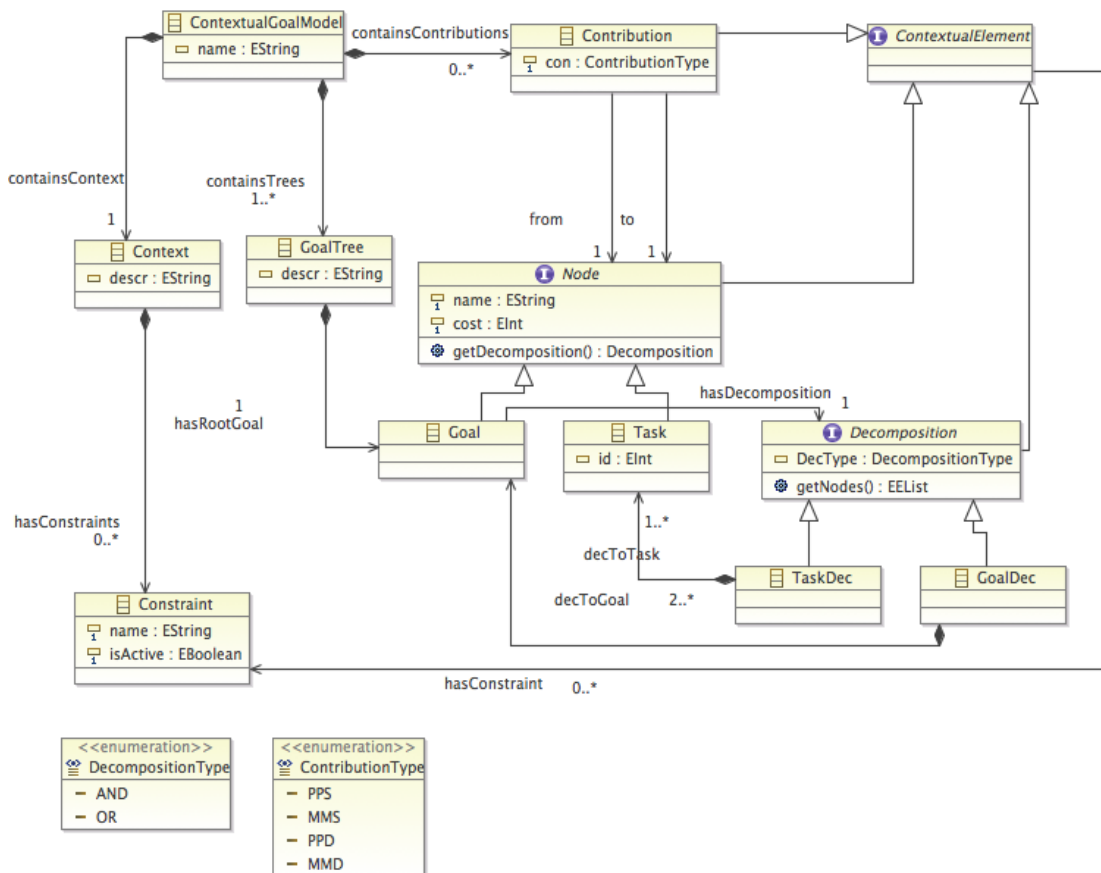 ContextualGoalModel
name : EString
containsContributions
0..*
Contribution
con : ContributionType
ContextualElement
containsContext
1
containsTrees
1..*
from
to
1
1
Context
descr : EString
GoalTree
descr : EString
Node
name : EString
cost : EInt
getDecomposition() : Decomposition
hasDecomposition
1
1
hasRootGoal
Goal
Task
id : EInt
Decomposition
DecType : DecompositionType
getNodes() : EEList
hasConstraints
0..*
1..*
decToTask
decToGoal
2..*
TaskDec
GoalDec
Constraint
name : EString
isActive : EBoolean
hasConstraint
0..*
<<enumeration>>
DecompositionType
AND
OR
<<enumeration>>
ContributionType
PPS
MMS
PPD
MMD